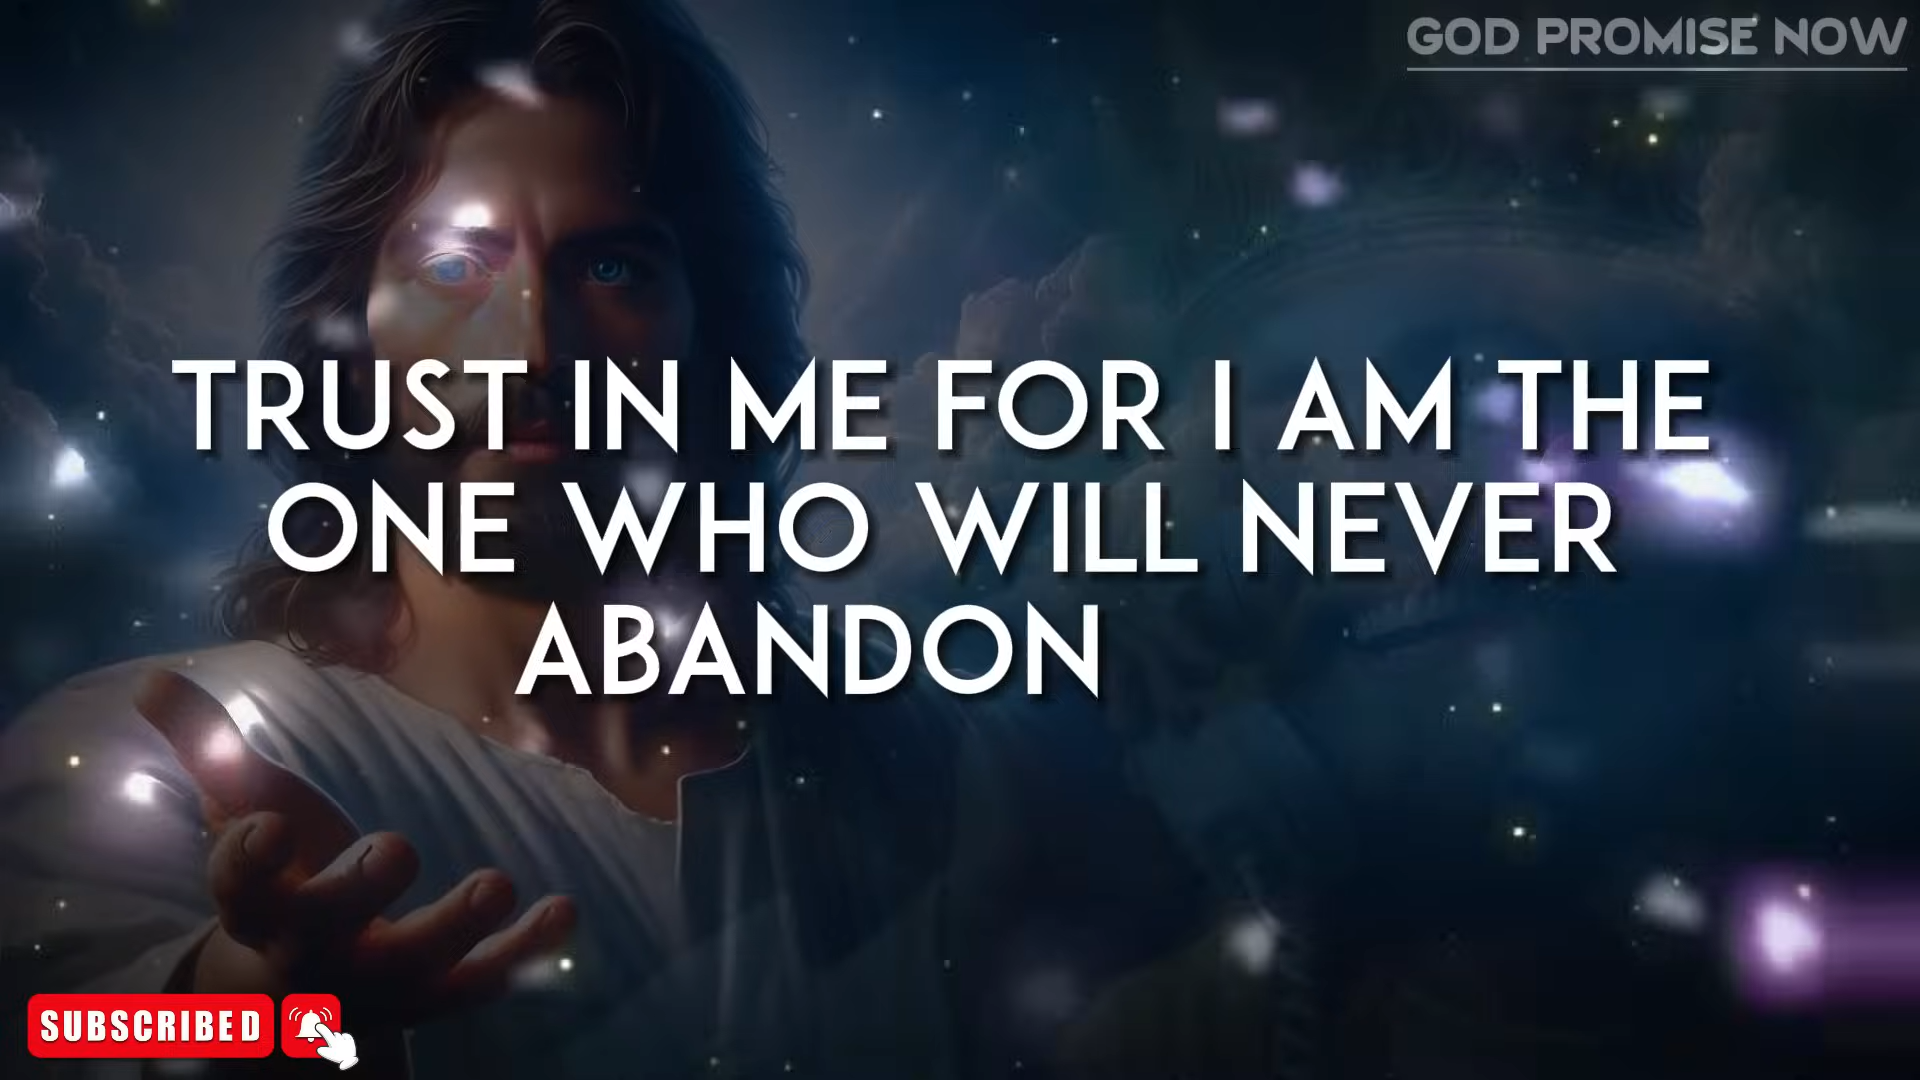 GOD PROMISE NOW
TRUST IN ME FOR I AM THE
ONE WHO WILL NEVER
ABANDON
SUBSCRIBED